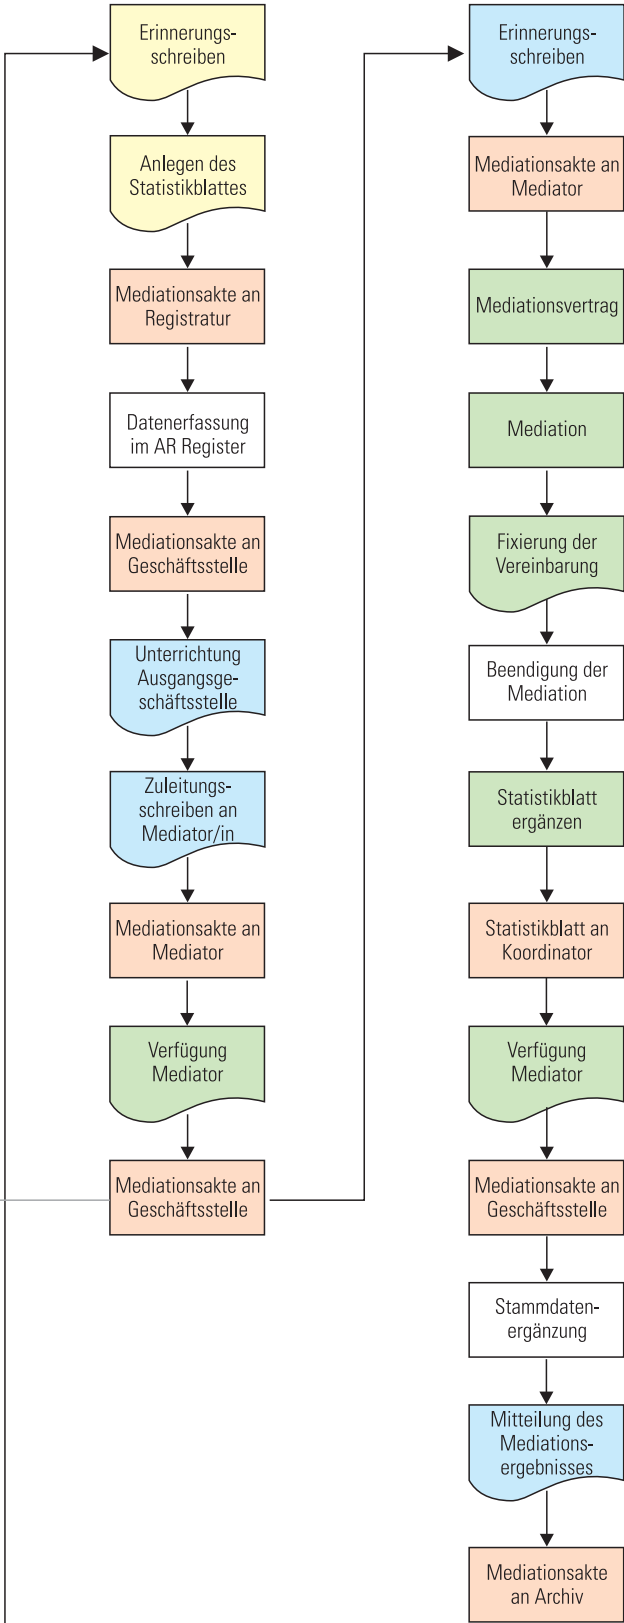 Erinnerungs-
schreiben
Anlegen des
Statistikblattes
Mediationsakte an
Registratur
Datenerfassung
im AR Register
Mediationsakte an
Geschäftsstelle
Unterrichtung
Ausgangsge-
schäftsstelle
Zuleitungs-
schreiben an
Mediator/in
Mediationsakte an
Mediator
Verfügung
Mediator
Mediationsakte an
Geschäftsstelle
Erinnerungs-
schreiben
Mediationsakte an
Mediator
Mediationsvertrag
Mediation
Fixierung der
Vereinbarung
Beendigung der
Mediation
Statistikblatt
ergänzen
Statistikblatt an
Koordinator
Verfügung
Mediator
Mediationsakte an
Geschäftsstelle
Stammdaten-
ergänzung
Mitteilung des
Mediations-
ergebnisses
Mediationsakte
an Archiv